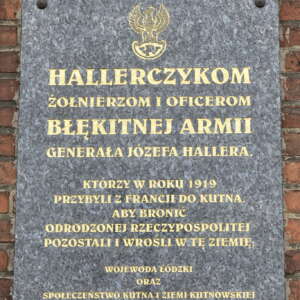 HALLERCZYKOM
ŻOŁNIERZOM I OFICEROM
BŁĘKITNEJ ARMII
GENERAŁA JÓZEFA HALLERA,
KTÓRZY W ROKU 1919
PRZYBYLI Z FRANCJI DO KUTNA,
ABY BRONIĆ
ODRODZONEJ RZECZYPOSPOLITEJ
POZOSTALI I WROŚLI W TĘ ZIEMIĘ;
WOJEWODA ŁÓDZKI
ORAZ
SPOŁECZEŃSTWO KUTNA I ZIEMI KUTNOWSKIEJ